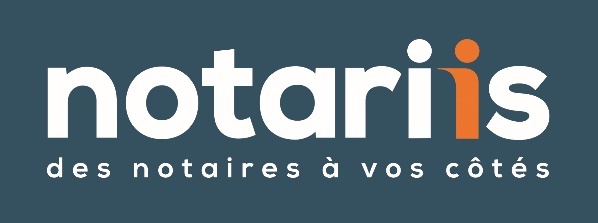 notariis
des notaires à vos côtés